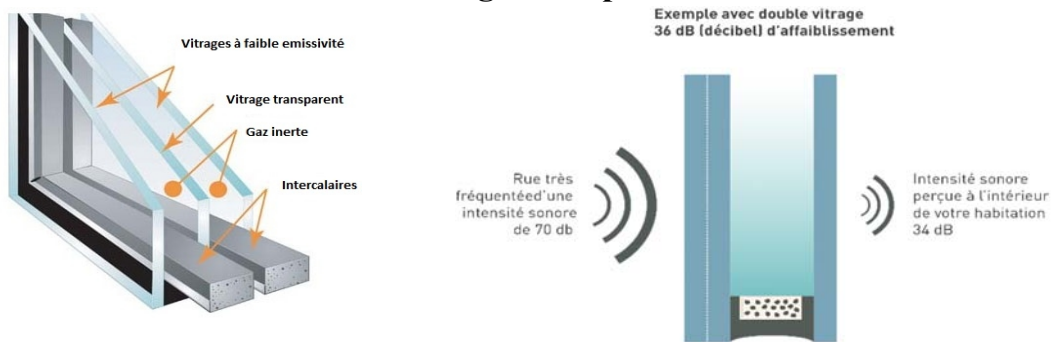 Exemple avec double vitrage
36 dB (décibel) d'affaiblissement
Vitrages à faible emissivité
Vitrage transparent
Gaz inerte
Intercalaires
Rue très
fréquentéed'une
intensité sonore
de 70 db
Intensité sonore
perçue à l'intérieur
de votre habitation
34 dB